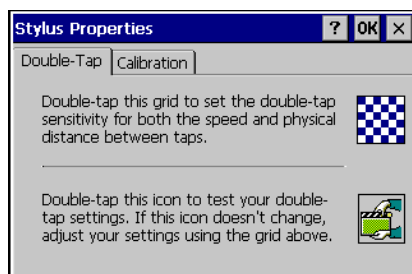 Stylus Properties ? OK ×
Double-Tap Calibration
Double-tap this grid to set the double-tap
sensitivity for both the speed and physical
distance between taps.
Double-tap this icon to test your double-
tap settings. If this icon doesn't change,
adjust your settings using the grid above.